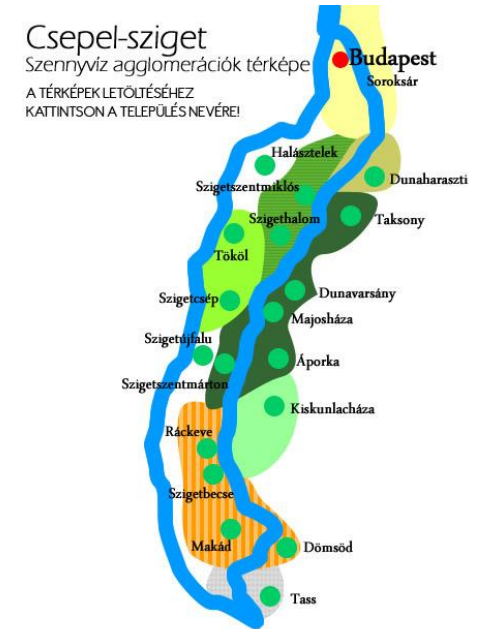 Csepel-sziget
Szennyvíz agglomerációk térképe
A TÉRKÉPEK LETÖLTÉSÉHEZ
KATTINTSON A TELEPÜLÉS NEVÉRE!
Budapest
Soroksár
Halásztelek
Dunaharaszti
Szigetszentmiklós
Szigethalom
Taksony
Tököl
Dunavarsány
Szigetcsép
Majosháza
Szigetújfalu
Áporka
Szigetszentmárton
Kiskunlacháza
Ráckeve
Szigetbecse
Makád
Dömsöd
Tass